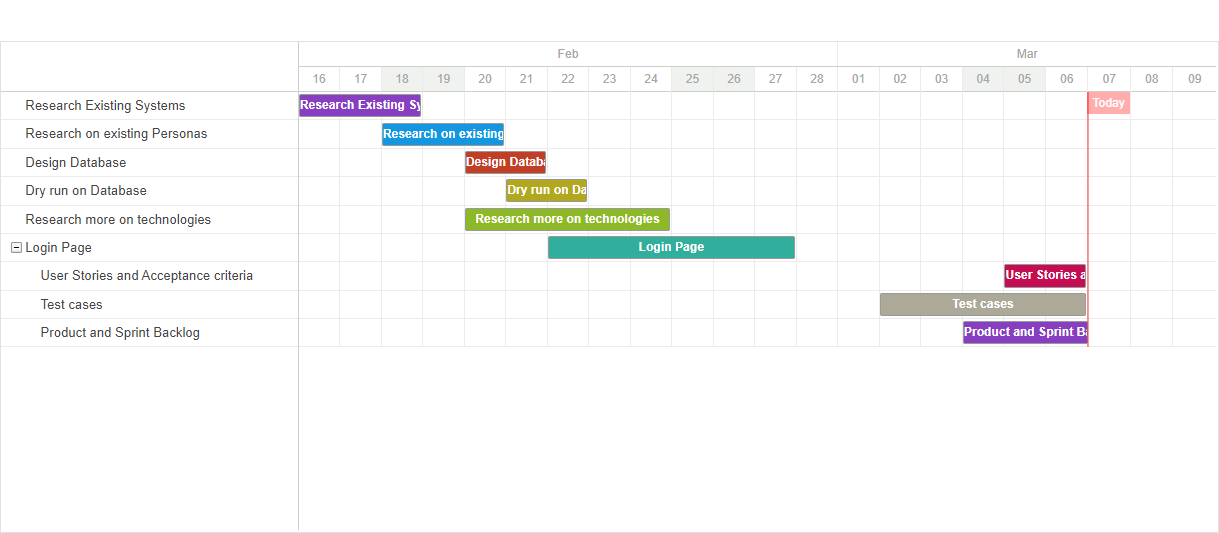 Feb Mar
16 17 18 19 20 21 22 23 24 25 26 27 28 01 02 03 04 05 06 07 08 09
Research Existing Systems Research Existing Sy Today
Research on existing Personas Research on existing
Design Database Design Databa
Dry run on Database Dry run on Da
Research more on technologies Research more on technologies
Login Page Login Page
User Stories and Acceptance criteria User Stories a
Test cases Test cases
Product and Sprint Backlog Product and Sprint Ba